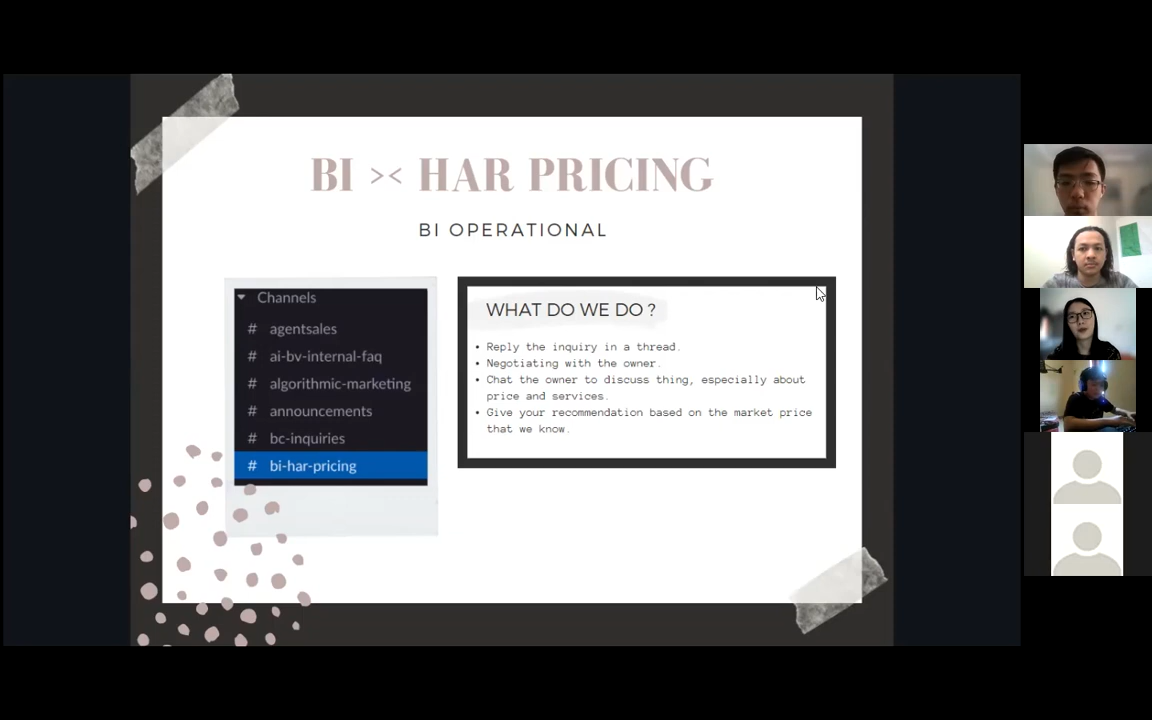 BI >< HAR PRICING
BI OPERATIONAL
Channels
# agentsales
# ai-bv-internal-faq
# algorithmic-marketing
# announcements
# bc-inquiries
# bi-har-pricing
WHAT DO WE DO ?
• Reply the inquiry in a thread.
• Negotiating with the owner.
• Chat the owner to discuss thing, especially about
price and services.
• Give your recommendation based on the market price
that we know.